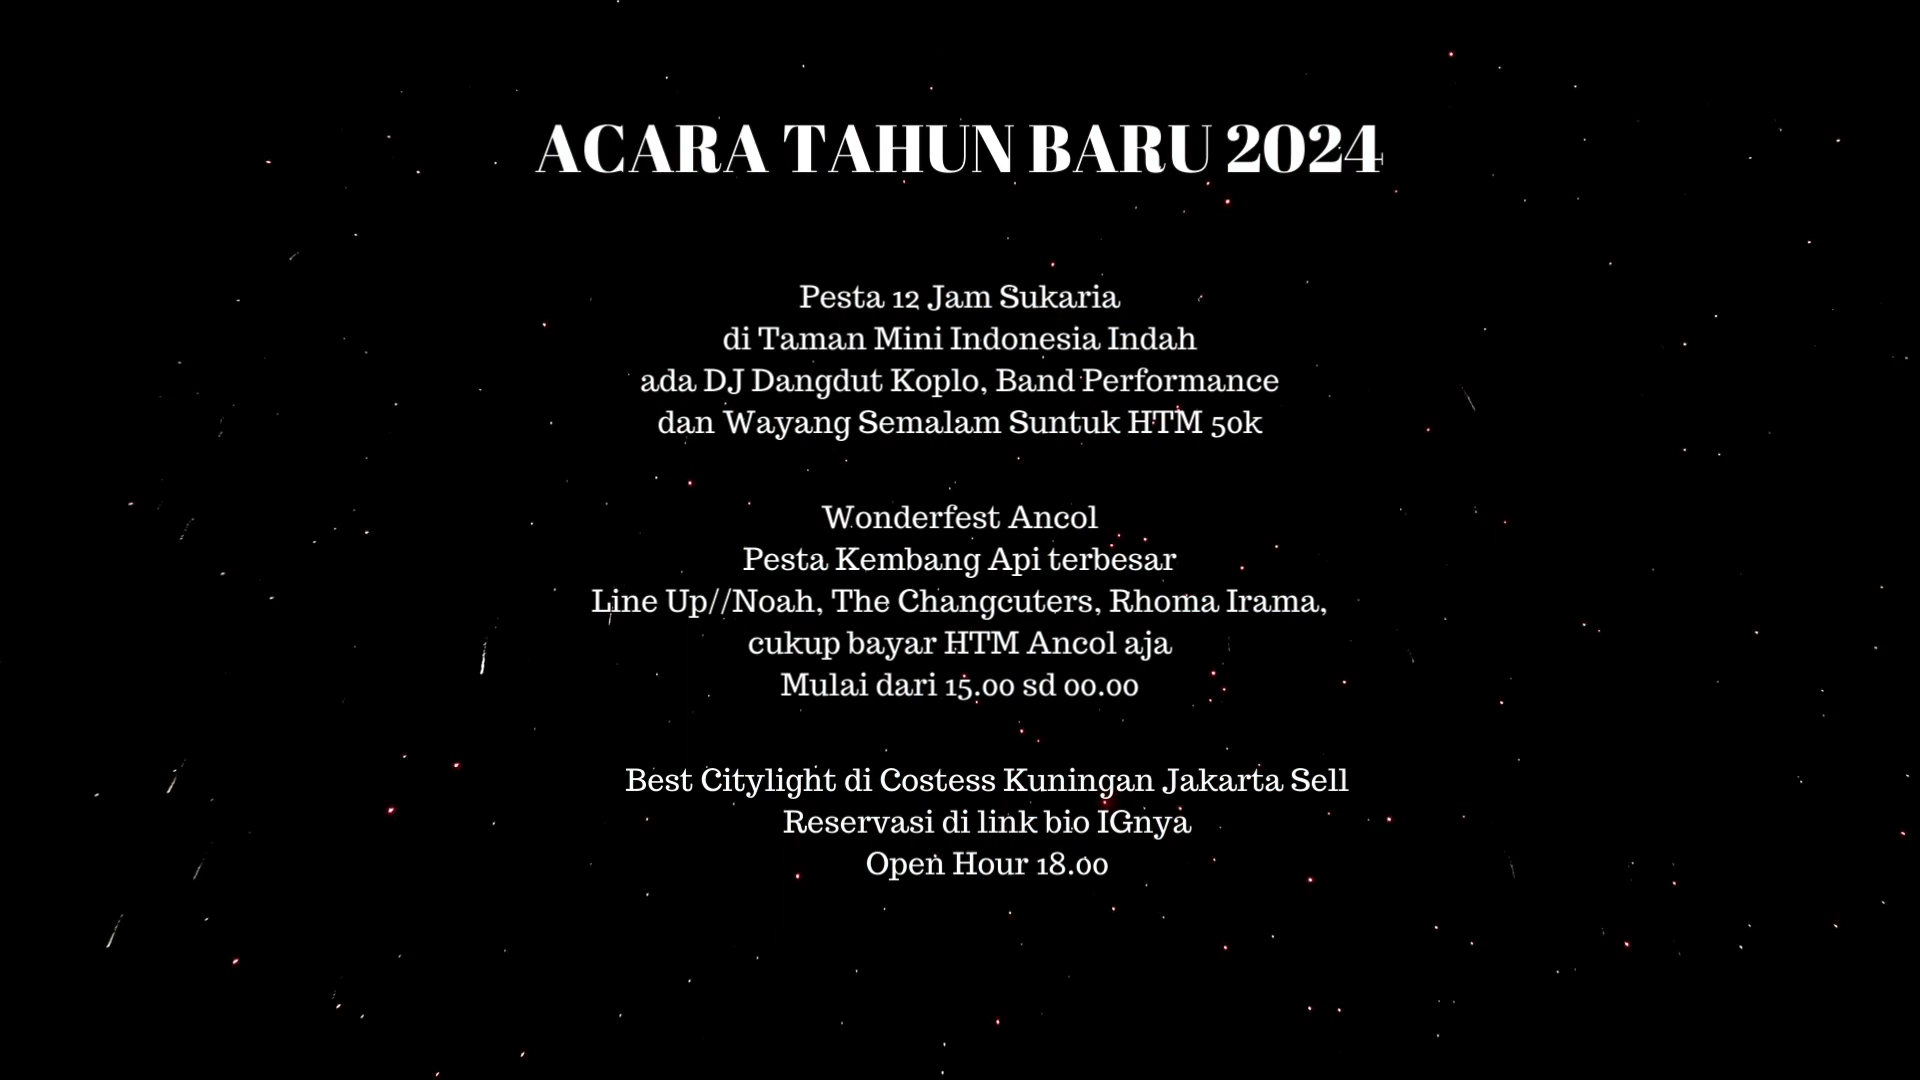 ACARA TAHUN BARU 2024
Pesta 12 Jam Sukaria
di Taman Mini Indonesia Indah
ada DJ Dangdut Koplo, Band Performance
dan Wayang Semalam Suntuk HTM 50k
Wonderfest Ancol
Pesta Kembang Api terbesar
Line Up//Noah, The Changcuters, Rhoma Irama,
cukup bayar HTM Ancol aja
Mulai dari 15.00 sd 00.00
Best Citylight di Costess Kuningan Jakarta Sell
Reservasi di link bio IGnya
Open Hour 18.00